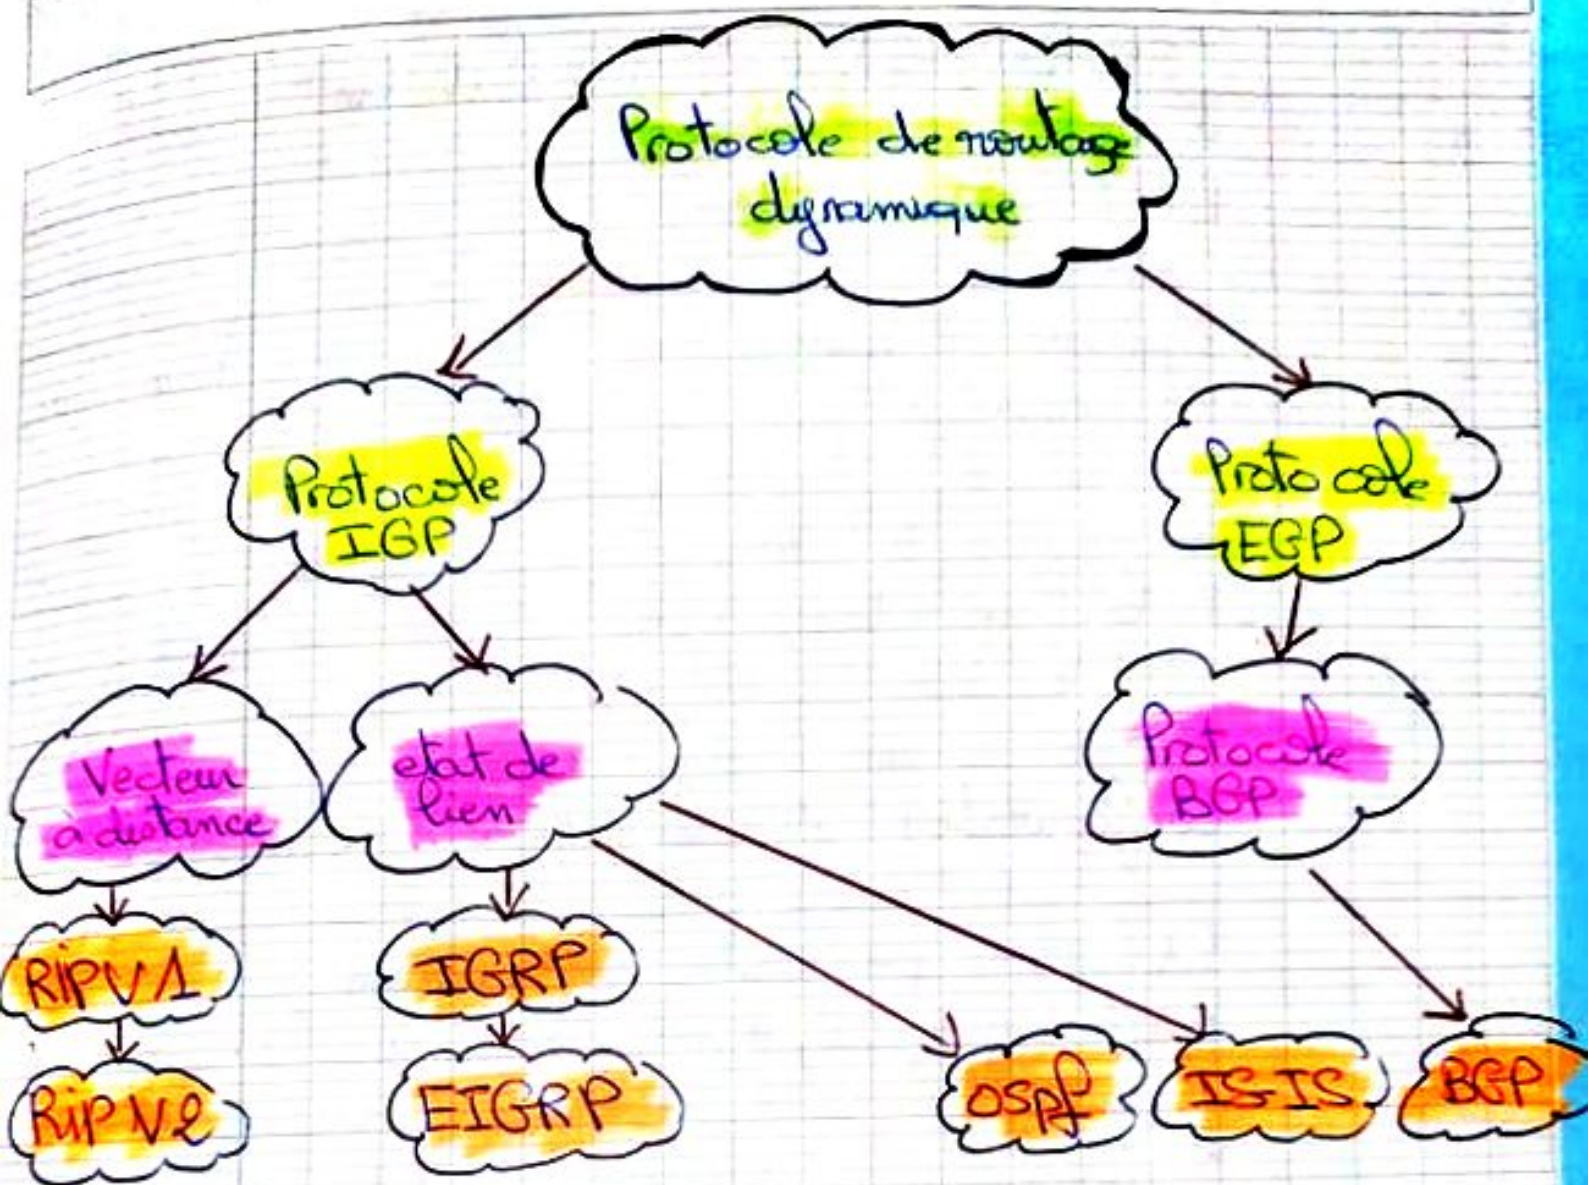 Protocole de routage
dynamique
Protocole
IGP
Protocole
EGP
Vecteur
à distance
etat de
lien
Protocole
BGP
RIPV1
IGRP
RipV2
EIGRP
ospf
IS-IS
BGP